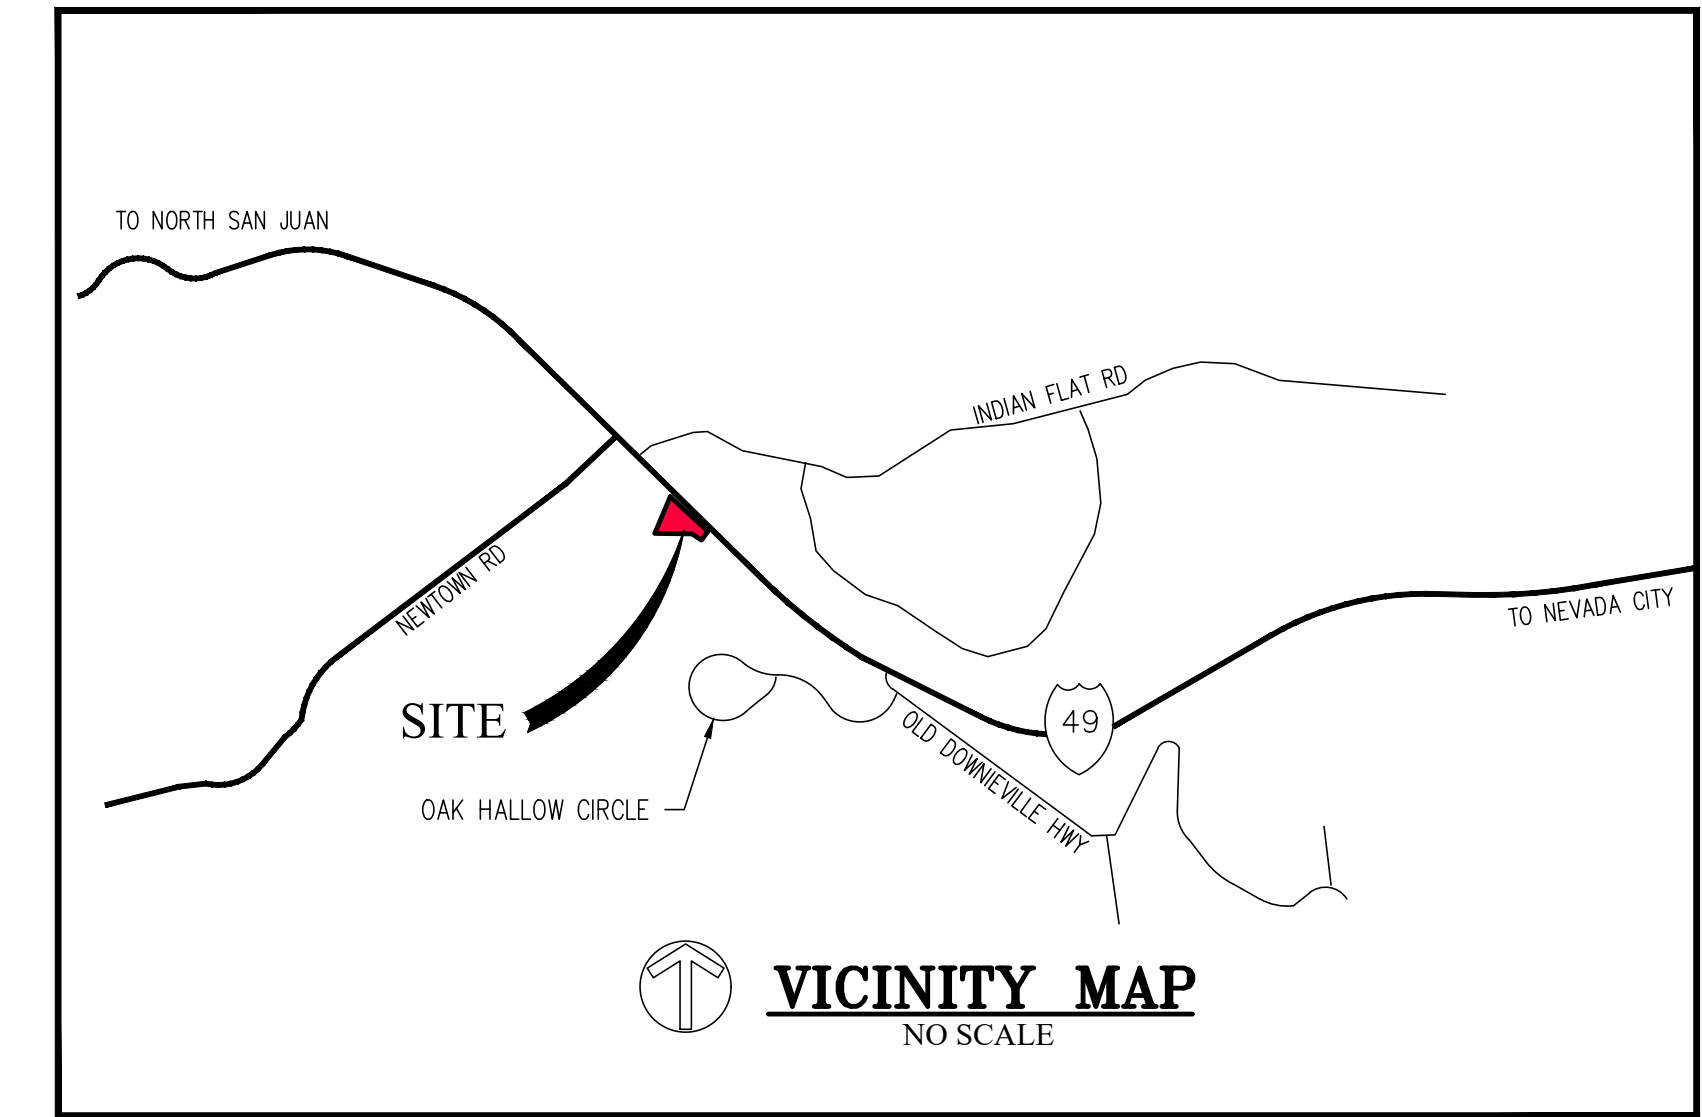 TO NORTH SAN JUAN
INDIAN FLAT RD
NEWTOWN RD
TO NEVADA CITY
SITE
49
OLD DOWNIEVILLE HWY
OAK HALLOW CIRCLE
VICINITY MAP
NO SCALE